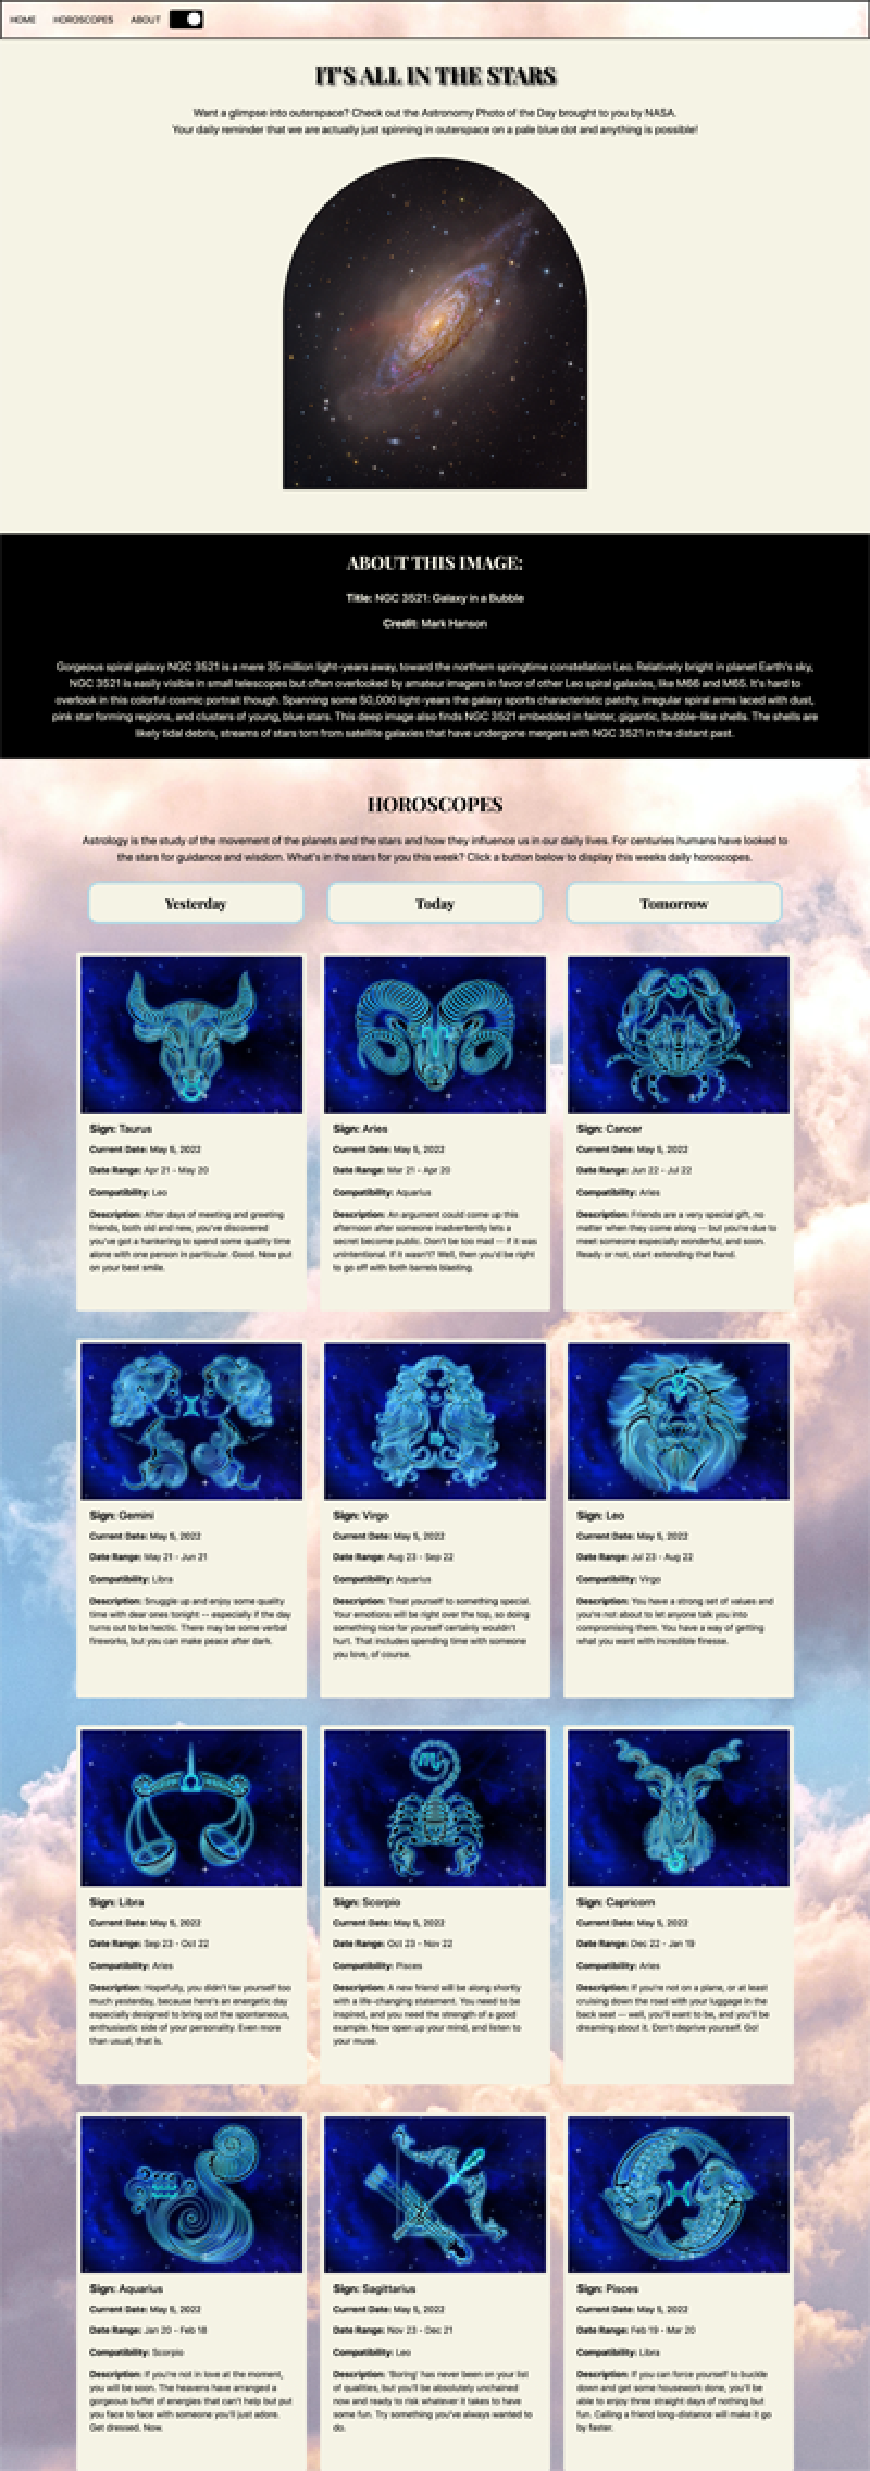 HOME HOROSCOPES ABOUT
IT'S ALL IN THE STARS
Want a glimpse into outerspace? Check out the Astronomy Photo of the Day brought to you by NASA.
Your daily reminder that we are actually just spinning in outerspace on a pale blue dot and anything is possible!
ABOUT THIS IMAGE:
Title: NGC 3521: Galaxy in a Bubble
Credit: Mark Hanson
Gorgeous spiral galaxy NGC 3521 is a mere 35 million light-years away, toward the northern springtime constellation Leo. Relatively bright in planet Earth's sky,
NGC 3521 is easily visible in small telescopes but often overlooked by amateur imagers in favor of other Leo spiral galaxies, like M66 and M65. It's hard to
overlook in this colorful cosmic portrait though. Spanning some 50,000 light-years the galaxy sports characteristic patchy, irregular spiral arms laced with dust,
pink star forming regions, and clusters of young, blue stars. This deep image also finds NGC 3521 embedded in fainter, gigantic, bubble-like shells. The shells are
likely tidal debris, streams of stars torn from satellite galaxies that have undergone mergers with NGC 3521 in the distant past.
HOROSCOPES
Astrology is the study of the movement of the planets and the stars and how they influence us in our daily lives. For centuries humans have looked to
the stars for guidance and wisdom. What's in the stars for you this week? Click a button below to display this weeks daily horoscopes.
Yesterday
Today
Tomorrow
Sign: Taurus
Current Date: May 5, 2022
Date Range: Apr 21 - May 20
Compatibility: Leo
Description: After days of meeting and greeting
friends, both old and new, you've discovered
you've got a hankering to spend some quality time
alone with one person in particular. Good. Now put
on your best smile.
Sign: Aries
Current Date: May 5, 2022
Date Range: Mar 21 - Apr 20
Compatibility: Aquarius
Description: An argument could come up this
afternoon after someone inadvertently lets a
secret become public. Don't be too mad -- if it was
unintentional. If it wasn't? Well, then you'd be right
to go off with both barrels blasting.
Sign: Cancer
Current Date: May 5, 2022
Date Range: Jun 22 - Jul 22
Compatibility: Aries
Description: Friends are a very special gift, no
matter when they come along -- but you're due to
meet someone especially wonderful, and soon.
Ready or not, start extending that hand.
Sign: Gemini
Current Date: May 5, 2022
Date Range: May 21 - Jun 21
Compatibility: Libra
Description: Snuggle up and enjoy some quality
time with dear ones tonight -- especially if the day
turns out to be hectic. There may be some verbal
fireworks, but you can make peace after dark.
Sign: Virgo
Current Date: May 5, 2022
Date Range: Aug 23 - Sep 22
Compatibility: Aquarius
Description: Treat yourself to something special.
Your emotions will be right over the top, so doing
something nice for yourself certainly wouldn't
hurt. That includes spending time with someone
you love, of course.
Sign: Leo
Current Date: May 5, 2022
Date Range: Jul 23 - Aug 22
Compatibility: Virgo
Description: You have a strong set of values and
you're not about to let anyone talk you into
compromising them. You have a way of getting
what you want with incredible finesse.
Sign: Libra
Current Date: May 5, 2022
Date Range: Sep 23 - Oct 22
Compatibility: Aries
Description: Hopefully, you didn't tax yourself too
much yesterday, because here's an energetic day
especially designed to bring out the spontaneous,
enthusiastic side of your personality. Even more
than usual, that is.
Sign: Scorpio
Current Date: May 5, 2022
Date Range: Oct 23 - Nov 22
Compatibility: Pisces
Description: A new friend will be along shortly
with a life-changing statement. You need to be
inspired, and you need the strength of a good
example. Now open up your mind, and listen to
your muse.
Sign: Capricorn
Current Date: May 5, 2022
Date Range: Dec 22 - Jan 19
Compatibility: Aries
Description: If you're not on a plane, or at least
cruising down the road with your luggage in the
back seat -- well, you'll want to be, and you'll be
dreaming about it. Don't deprive yourself. Go!
Sign: Aquarius
Current Date: May 5, 2022
Date Range: Jan 20 - Feb 18
Compatibility: Scorpio
Description: If you're not in love at the moment,
you will be soon. The heavens have arranged a
gorgeous buffet of energies that can't help but put
you face to face with someone you'll just adore.
Get dressed. Now.
Sign: Sagittarius
Current Date: May 5, 2022
Date Range: Nov 23 - Dec 21
Compatibility: Leo
Description: 'Boring' has never been on your list
of qualities, but you'll be absolutely unchained
now and ready to risk whatever it takes to have
some fun. Try something you've always wanted to
do.
Sign: Pisces
Current Date: May 5, 2022
Date Range: Feb 19 - Mar 20
Compatibility: Libra
Description: If you can force yourself to buckle
down and get some housework done, you'll be
able to enjoy three straight days of nothing but
fun. Calling a friend long-distance will make it go
by faster.